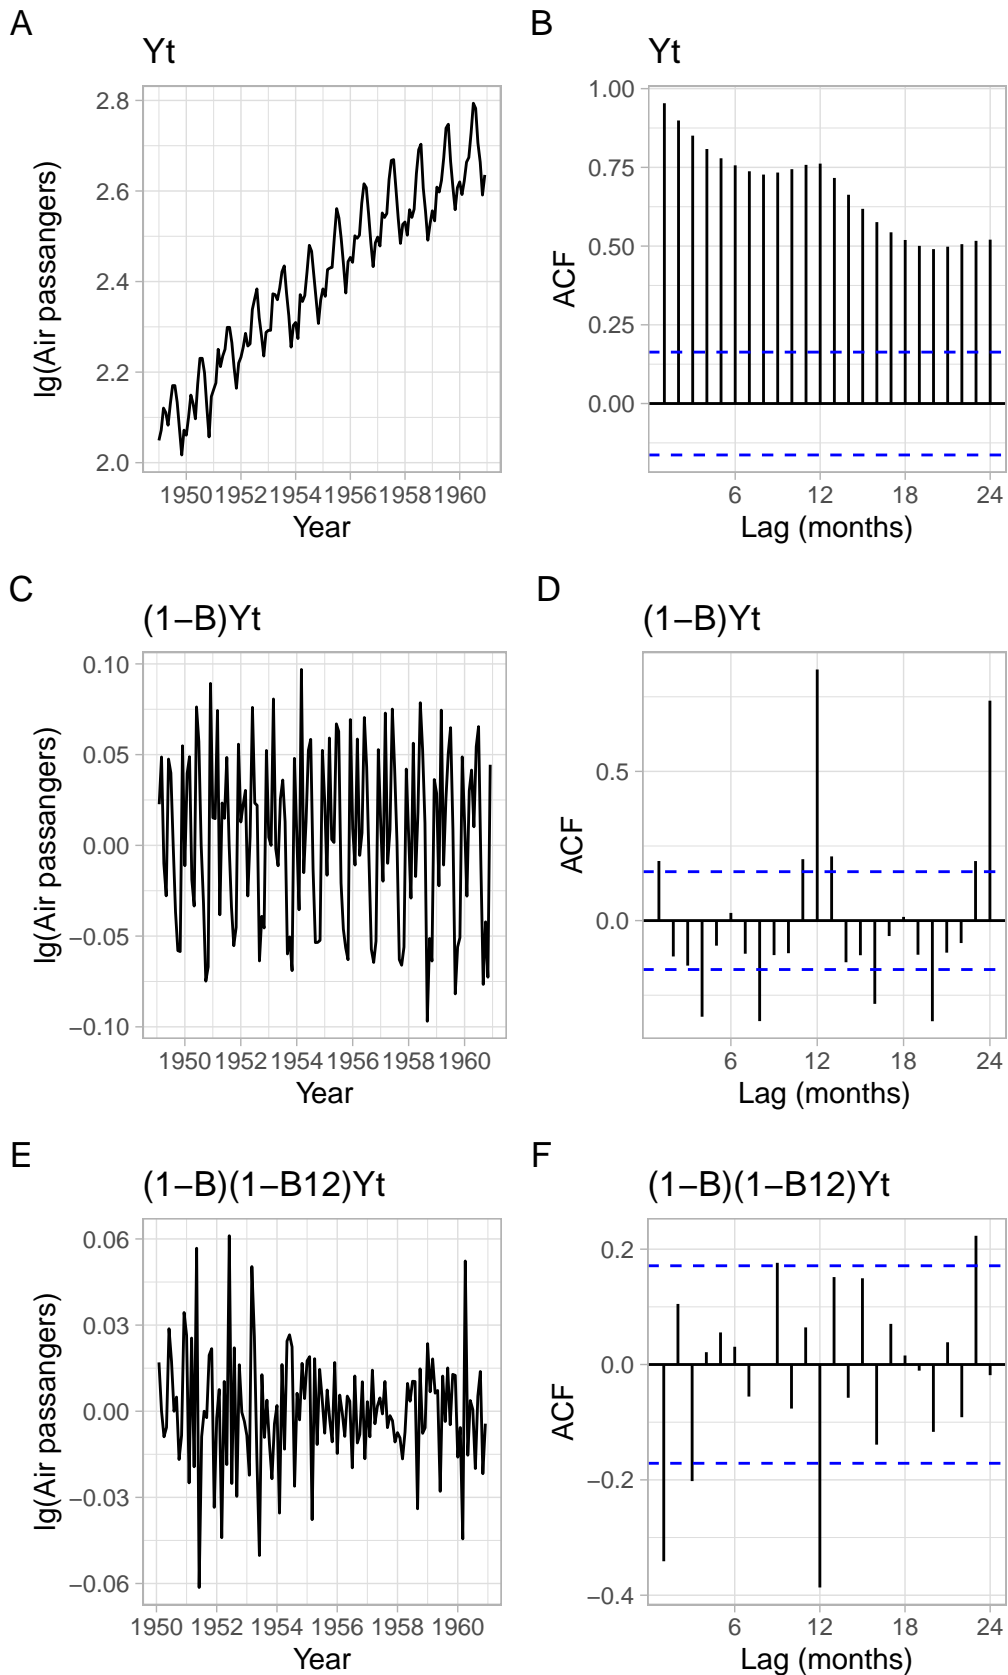 A
Yt
2.8
2.6
2.4
2.2
2.0
lg(Air passangers)
1950 1952 1954 1956 1958 1960
Year
B
Yt
1.00
0.75
0.50
0.25
0.00
ACF
6 12 18 24
Lag (months)
C
(1−B)Yt
0.10
0.05
0.00
−0.05
−0.10
lg(Air passangers)
1950 1952 1954 1956 1958 1960
Year
D
(1−B)Yt
0.5
0.0
ACF
6 12 18 24
Lag (months)
E
(1−B)(1−B12)Yt
0.06
0.03
0.00
−0.03
−0.06
lg(Air passangers)
1950 1952 1954 1956 1958 1960
Year
F
(1−B)(1−B12)Yt
0.2
0.0
−0.2
−0.4
ACF
6 12 18 24
Lag (months)